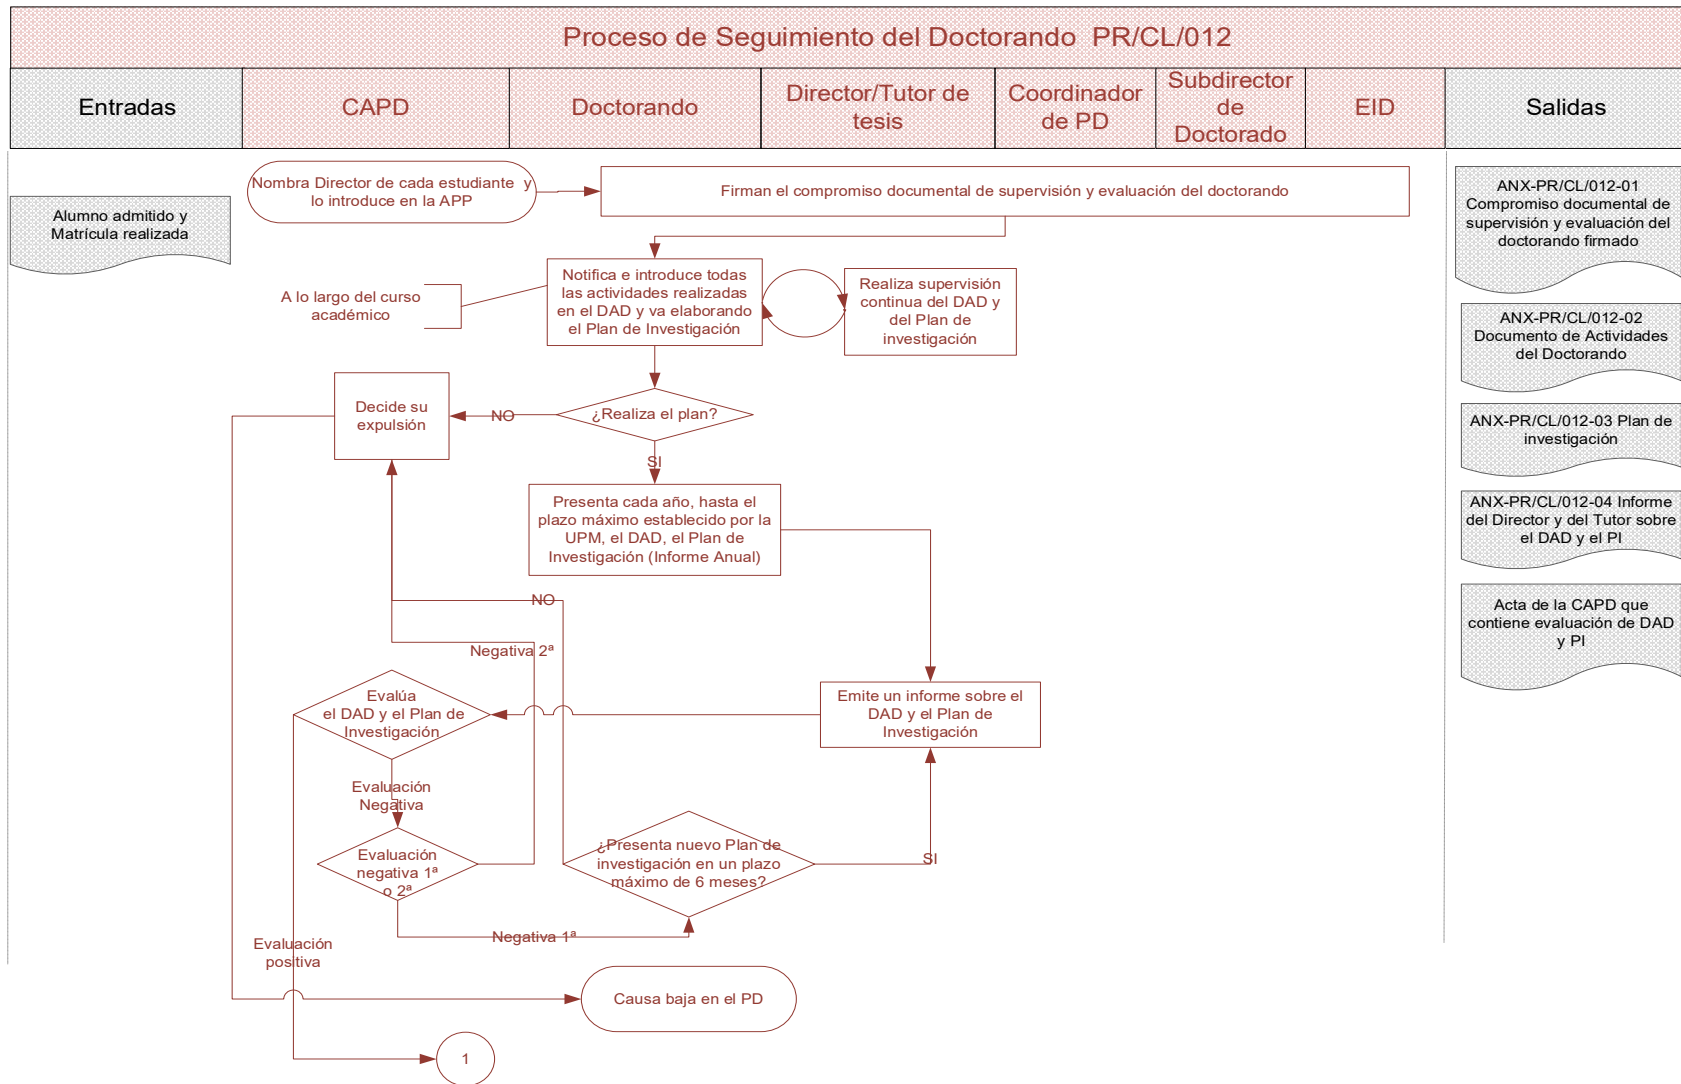 Proceso de Seguimiento del Doctorando PR/CL/012
Entradas
CAPD
Doctorando
Director/Tutor de
tesis
Coordinador
de PD
Subdirector
de
Doctorado
EID
Salidas
Nombra Director de cada estudiante y
lo introduce en la APP
Firman el compromiso documental de supervisión y evaluación del doctorando
ANX-PR/CL/012-01
Compromiso documental de
supervisión y evaluación del
doctorando firmado
Alumno admitido y
Matrícula realizada
Notifica e introduce todas
las actividades realizadas
en el DAD y va elaborando
el Plan de Investigación
Realiza supervisión
continua del DAD y
del Plan de
investigación
A lo largo del curso
académico
ANX-PR/CL/012-02
Documento de Actividades
del Doctorando
Decide su
expulsión
NO
¿Realiza el plan?
ANX-PR/CL/012-03 Plan de
investigación
SI
Presenta cada año, hasta el
plazo máximo establecido por la
UPM, el DAD, el Plan de
Investigación (Informe Anual)
ANX-PR/CL/012-04 Informe
del Director y del Tutor sobre
el DAD y el PI
NO
Acta de la CAPD que
contiene evaluación de DAD
y PI
Negativa 2ª
Evalúa
el DAD y el Plan de
Investigación
Emite un informe sobre el
DAD y el Plan de
Investigación
Evaluación
Negativa
Evaluación
negativa 1ª
o 2ª
¿Presenta nuevo Plan de
investigación en un plazo
máximo de 6 meses?
SI
Negativa 1ª
Evaluación
positiva
Causa baja en el PD
1